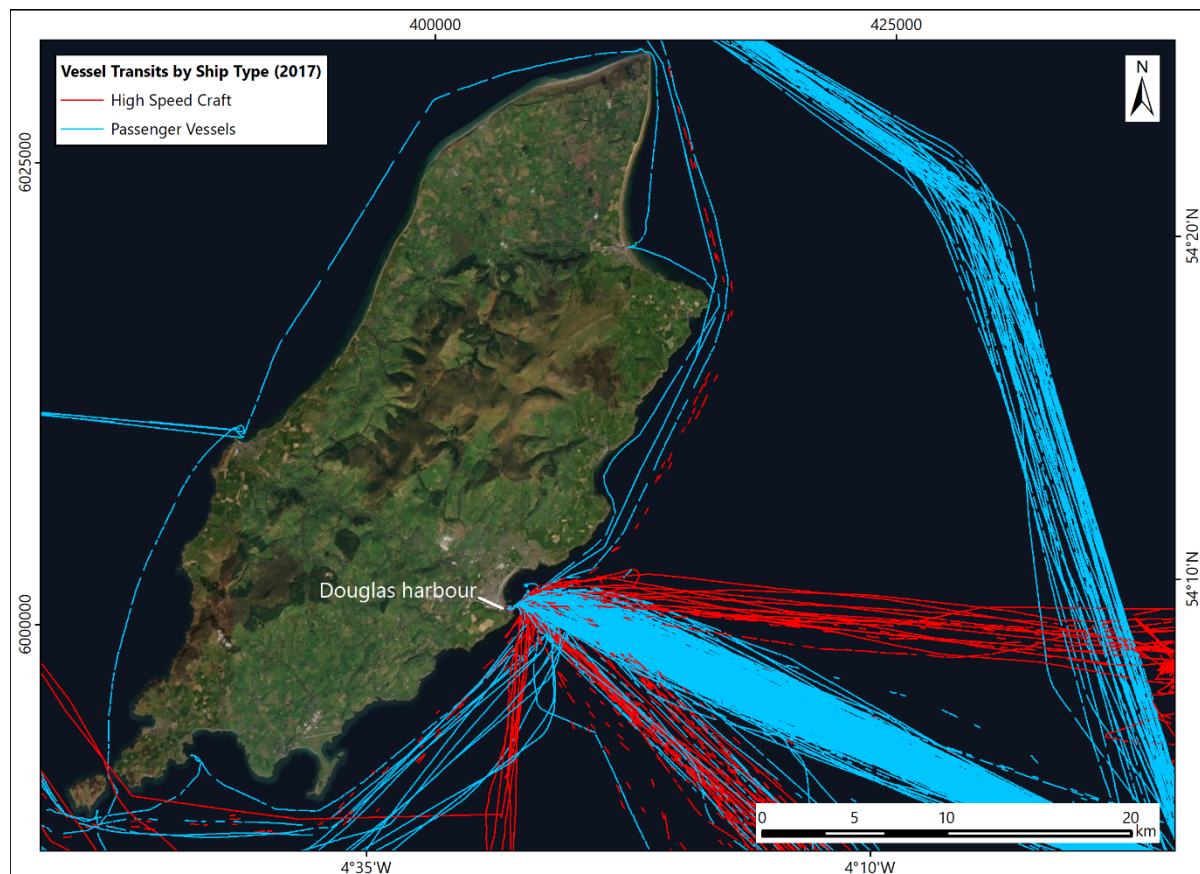 400000
425000
Vessel Transits by Ship Type (2017)
High Speed Craft
Passenger Vessels
N
6025000
54°20'N
Douglas harbour
54°10'N
600000
0 5 10 20
km
4°35'W
4°10'W